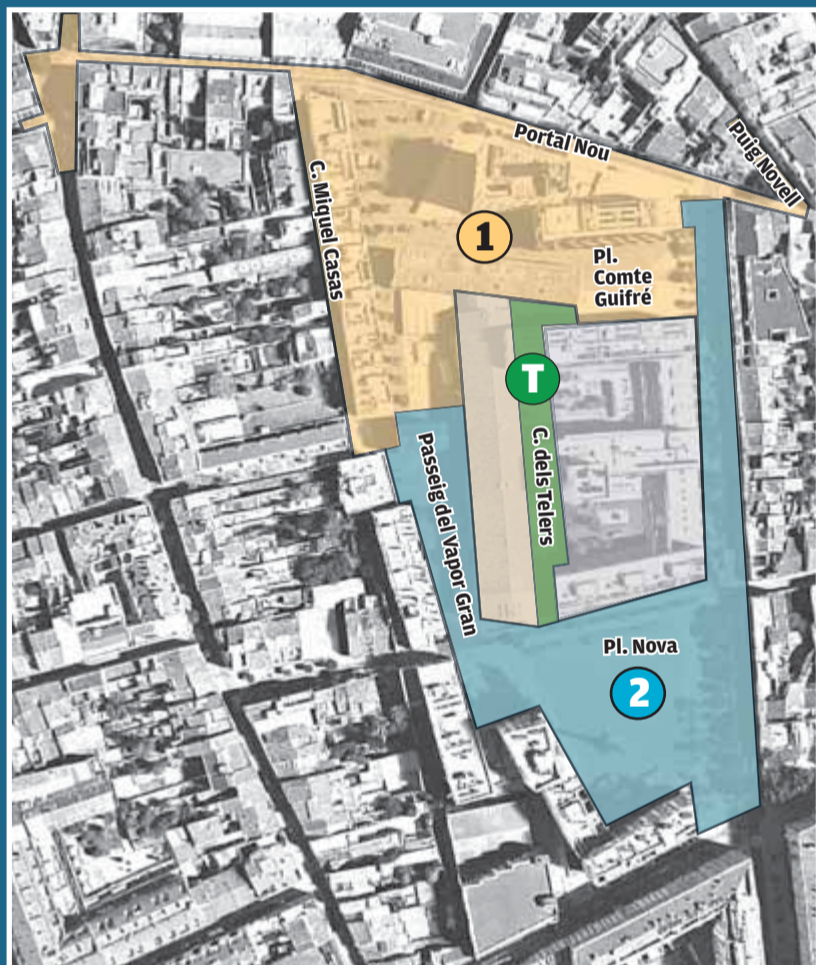 Portal Nou
Puig Novell
C. Miquel Casas
1
Pl.
Comte
Guifré
T
C. dels Telers
Passeig del Vapor Gran
Pl. Nova
2